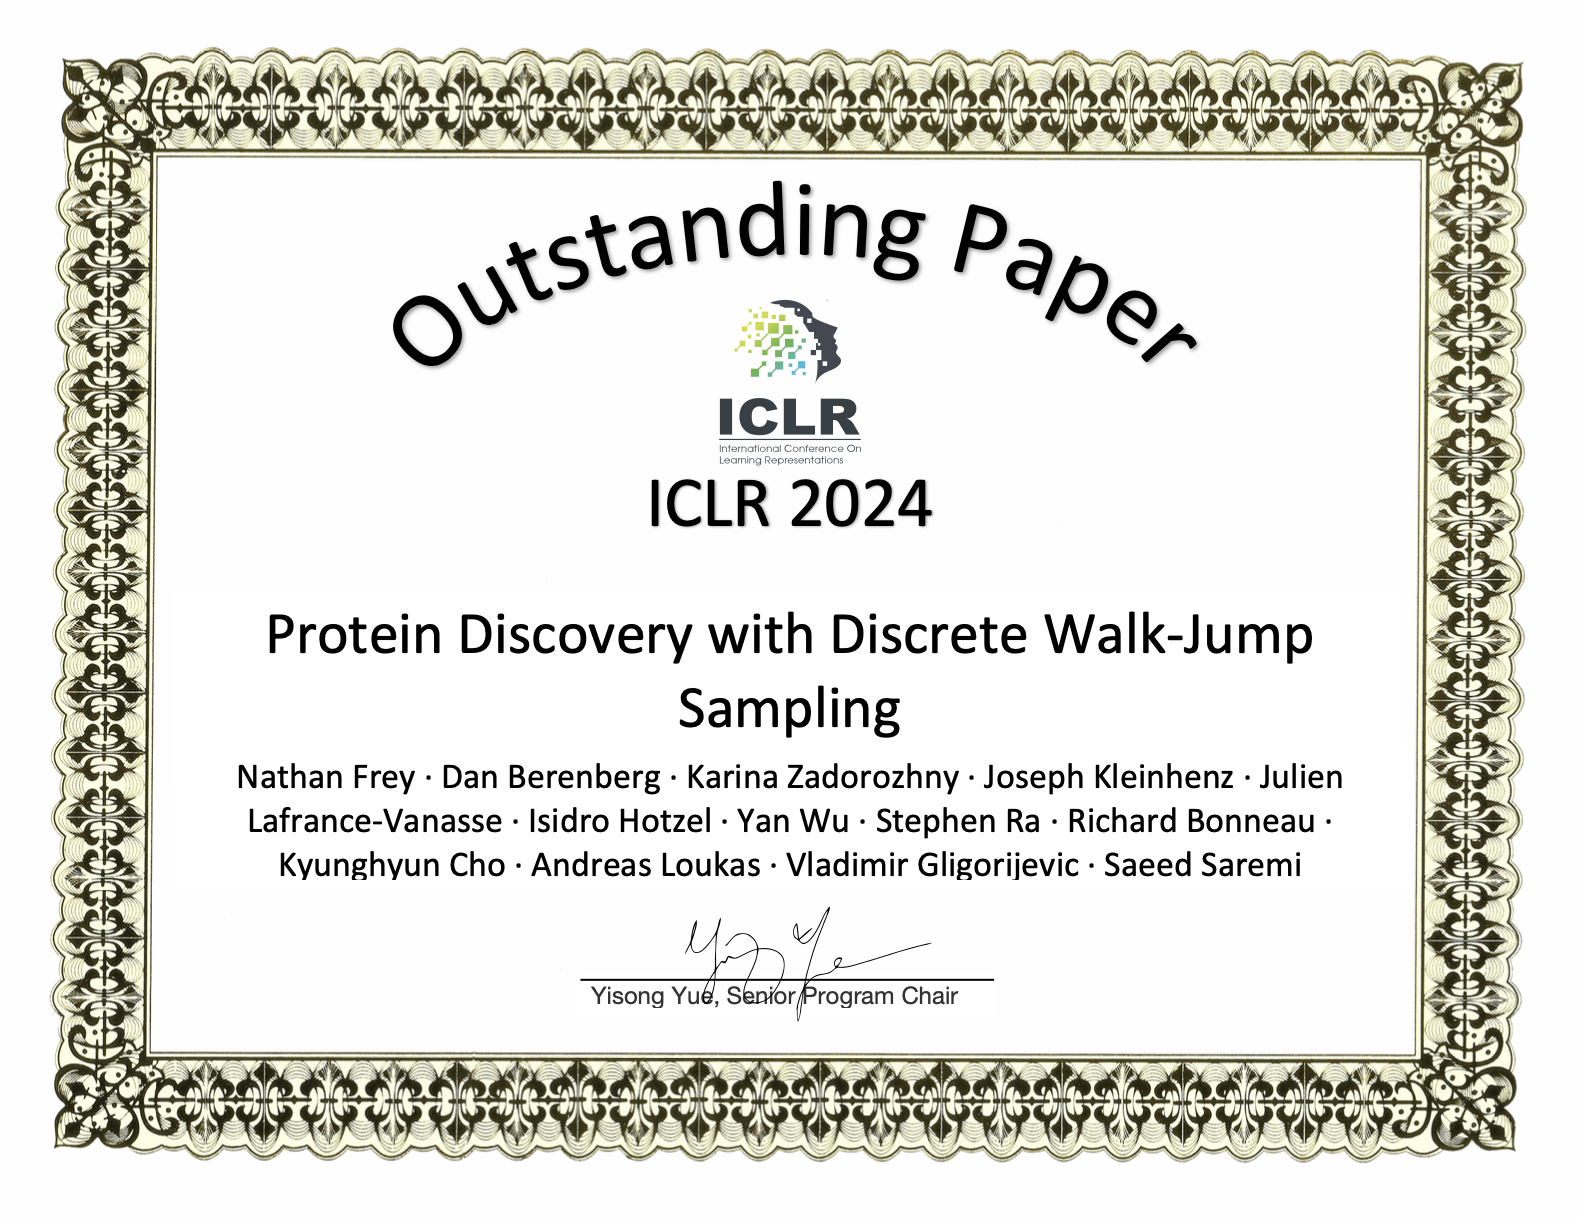 Outstanding Paper
ICLR
International Conference On
Learning Representations
ICLR 2024
Protein Discovery with Discrete Walk-Jump
Sampling
Nathan Frey · Dan Berenberg · Karina Zadorozhny · Joseph Kleinhenz · Julien
Lafrance-Vanasse · Isidro Hotzel · Yan Wu · Stephen Ra · Richard Bonneau ·
Kyunghyun Cho · Andreas Loukas · Vladimir Gligorijevic · Saeed Saremi
Yisong Yue
Yisong Yue, Senior Program Chair